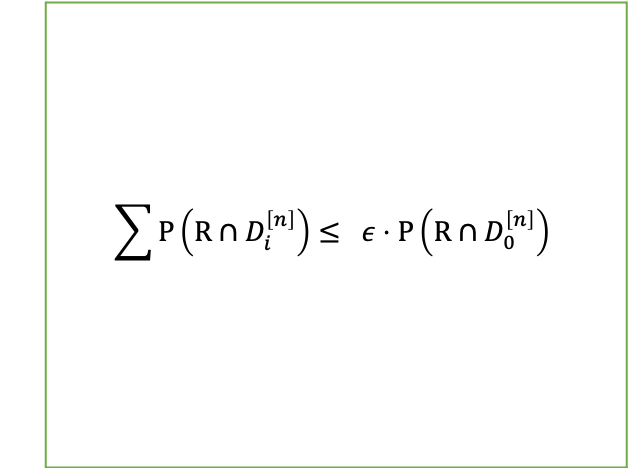 ∑ P(R ∩ D_i^{[n]}) ≤ ϵ · P(R ∩ D_0^{[n]})